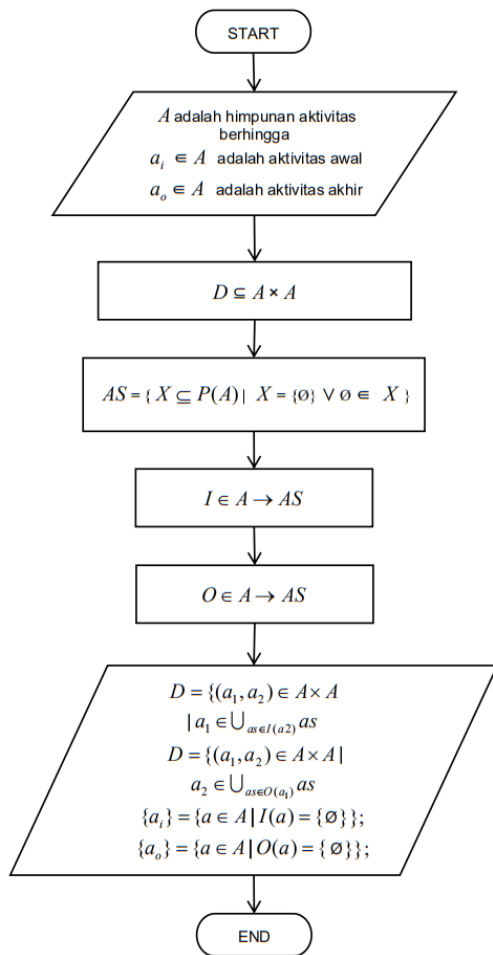 START
A adalah himpunan aktivitas
berhingga
aᵢ ∈ A adalah aktivitas awal
aₒ ∈ A adalah aktivitas akhir
D ⊆ A × A
AS = { X ⊆ P(A) | X = {ø} ∨ ø ∈ X }
I ∈ A → AS
O ∈ A → AS
D = {(a₁, a₂) ∈ A × A
| a₁ ∈ ⋃_{as∈I(a2)} as
D = {(a₁, a₂) ∈ A × A |
a₂ ∈ ⋃_{as∈O(a₁)} as
{aᵢ} = {a ∈ A | I(a) = {ø}};
{aₒ} = {a ∈ A | O(a) = {ø}};
END